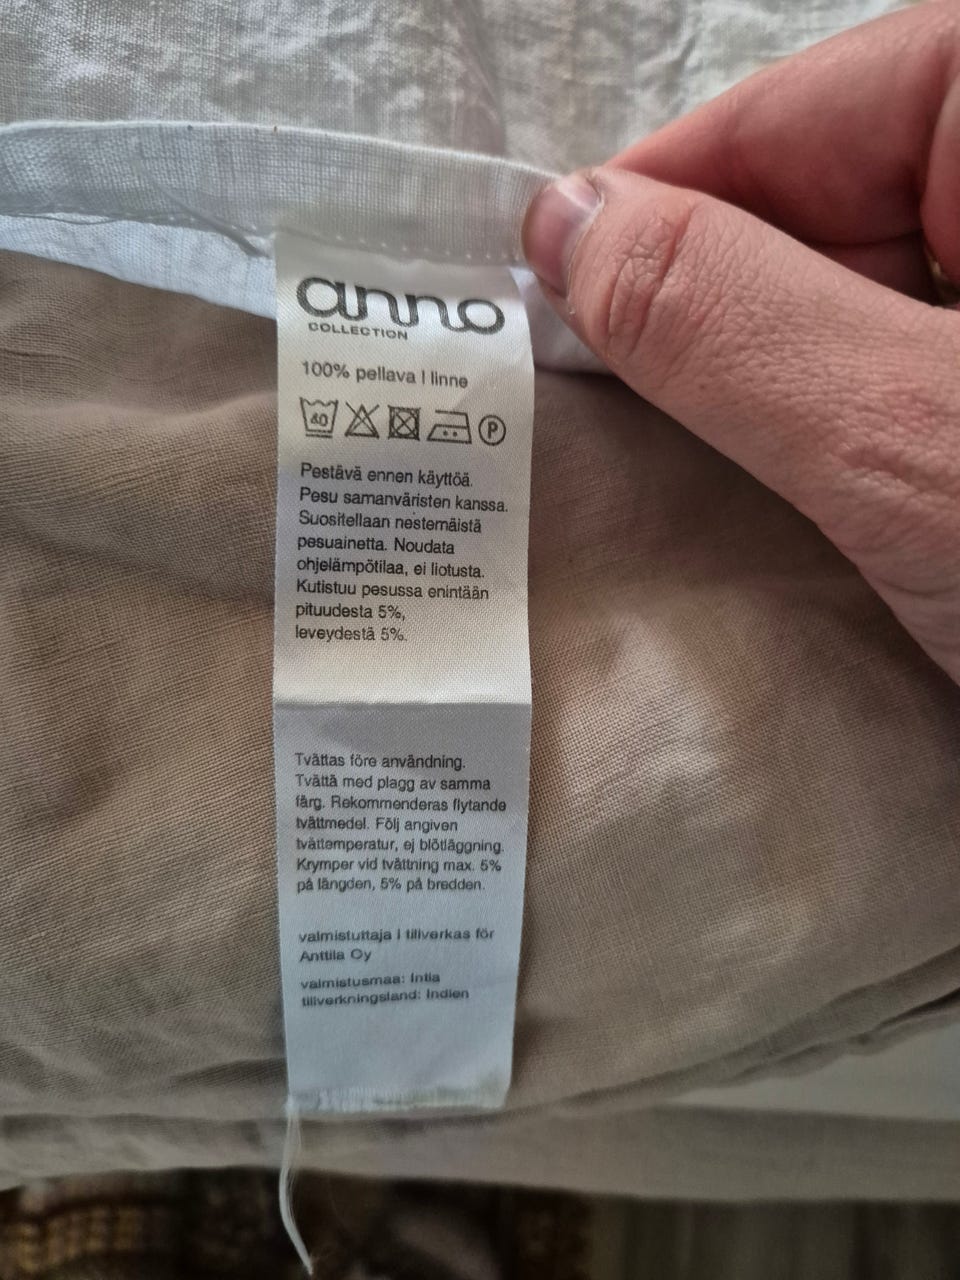 anno
COLLECTION
100% pellava | linne
40 P
Pestävä ennen käyttöä.
Pesu samanväristen kanssa.
Suositellaan nestemäistä
pesuainetta. Noudata
ohjelämpötilaa, ei liotusta.
Kutistuu pesussa enintään
pituudesta 5%,
leveydestä 5%.
Tvättas före användning.
Tvättä med plagg av samma
färg. Rekommenderas flytande
tvättmedel. Följ angiven
tvättemperatur, ej blötläggning.
Krymper vid tvättning max. 5%
på längden, 5% på bredden.
valmistuttaja | tillverkas för
Anttila Oy
valmistusmaa: Intia
tillverkningsland: Indien